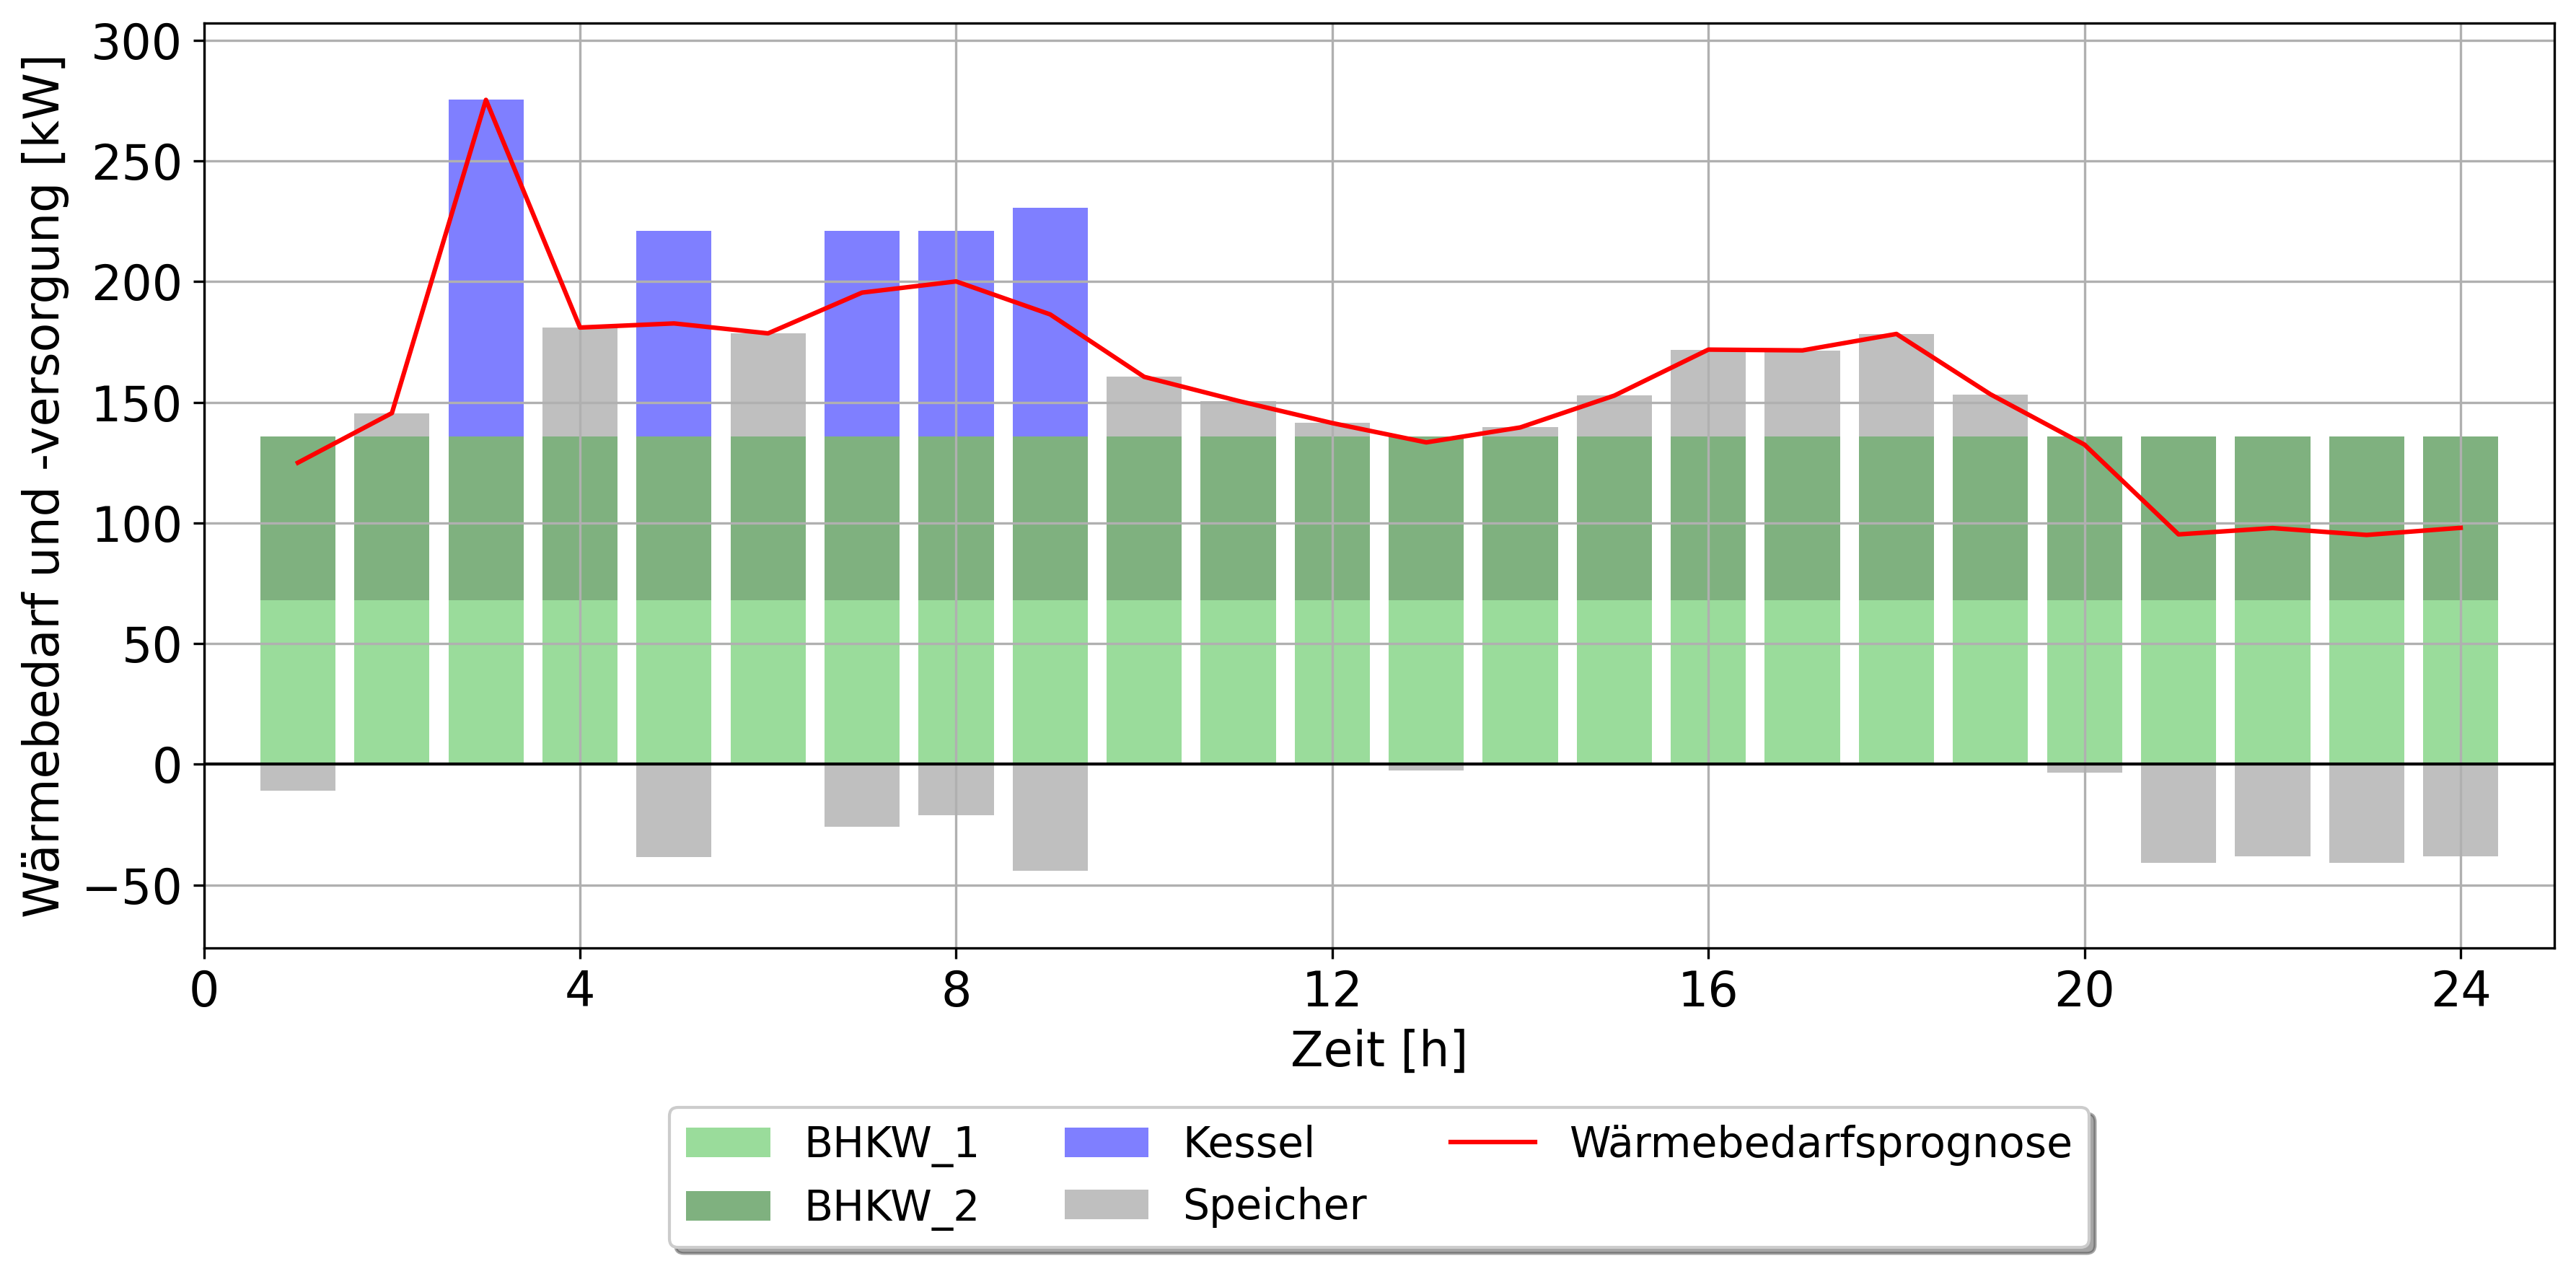 Wärmebedarf und -versorgung [kW]
300
250
200
150
100
50
0
−50
0 4 8 12 16 20 24
Zeit [h]
BHKW_1 Kessel Wärmebedarfsprognose
BHKW_2 Speicher